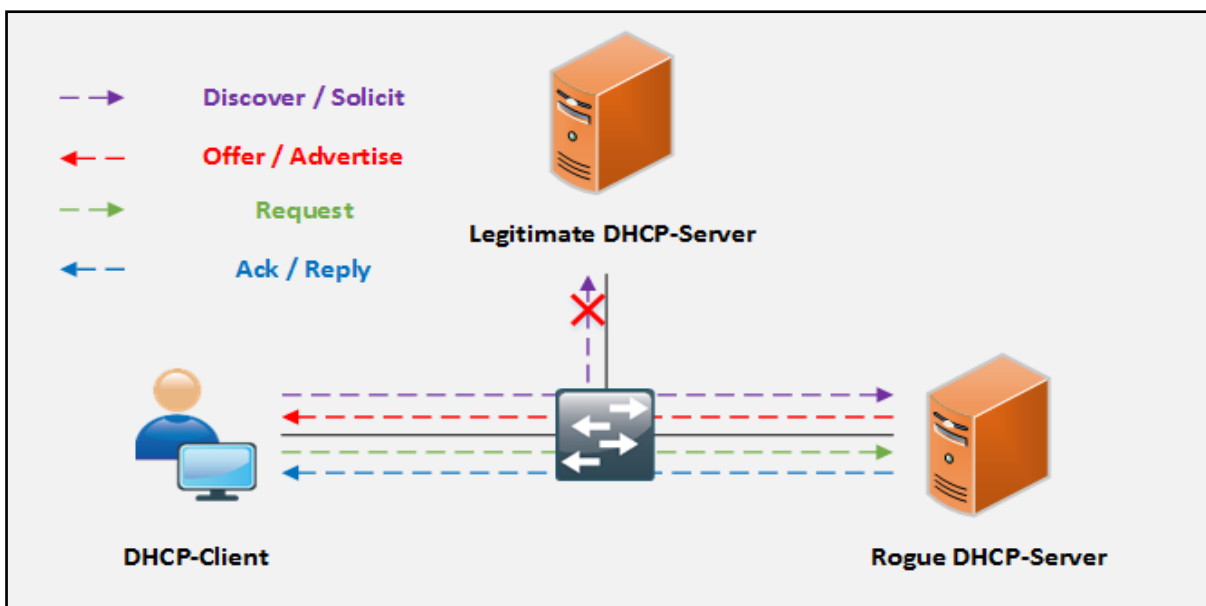 Discover / Solicit
Offer / Advertise
Request
Ack / Reply
Legitimate DHCP-Server
DHCP-Client
Rogue DHCP-Server